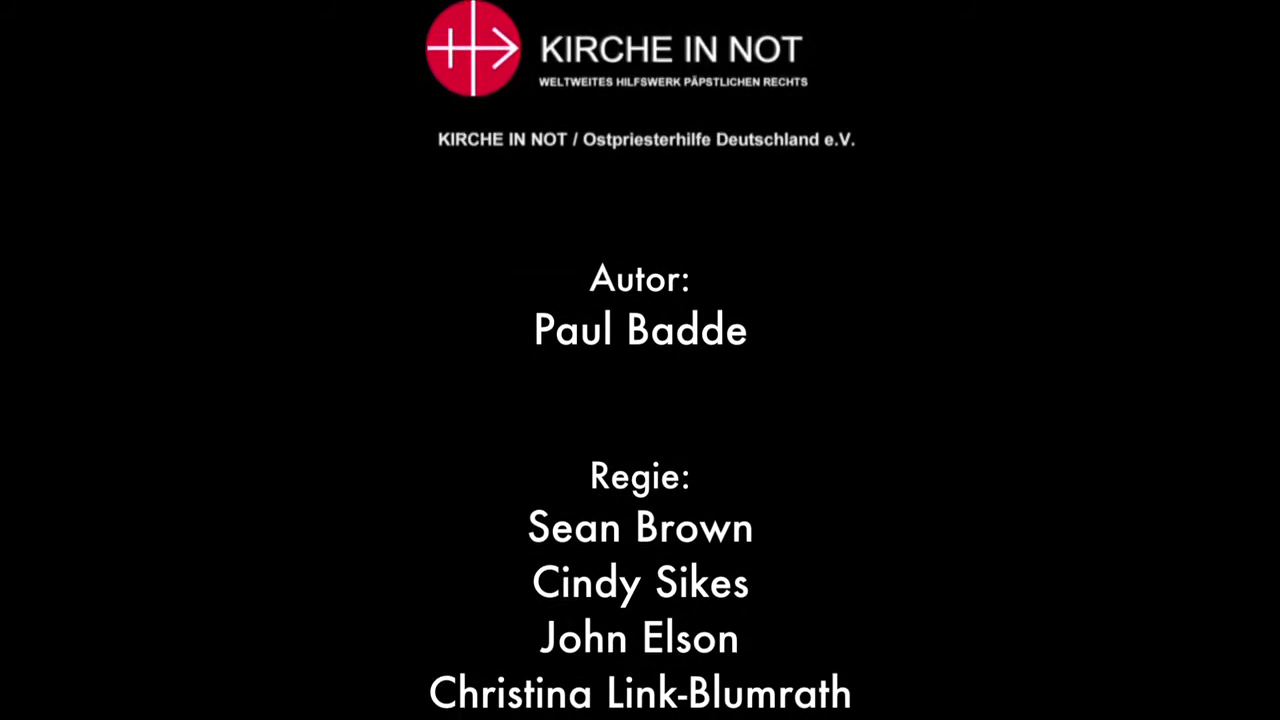 KIRCHE IN NOT
WELTWEITES HILFSWERK PÄPSTLICHEN RECHTS
KIRCHE IN NOT / Ostpriesterhilfe Deutschland e.V.
Autor:
Paul Badde
Regie:
Sean Brown
Cindy Sikes
John Elson
Christina Link-Blumrath